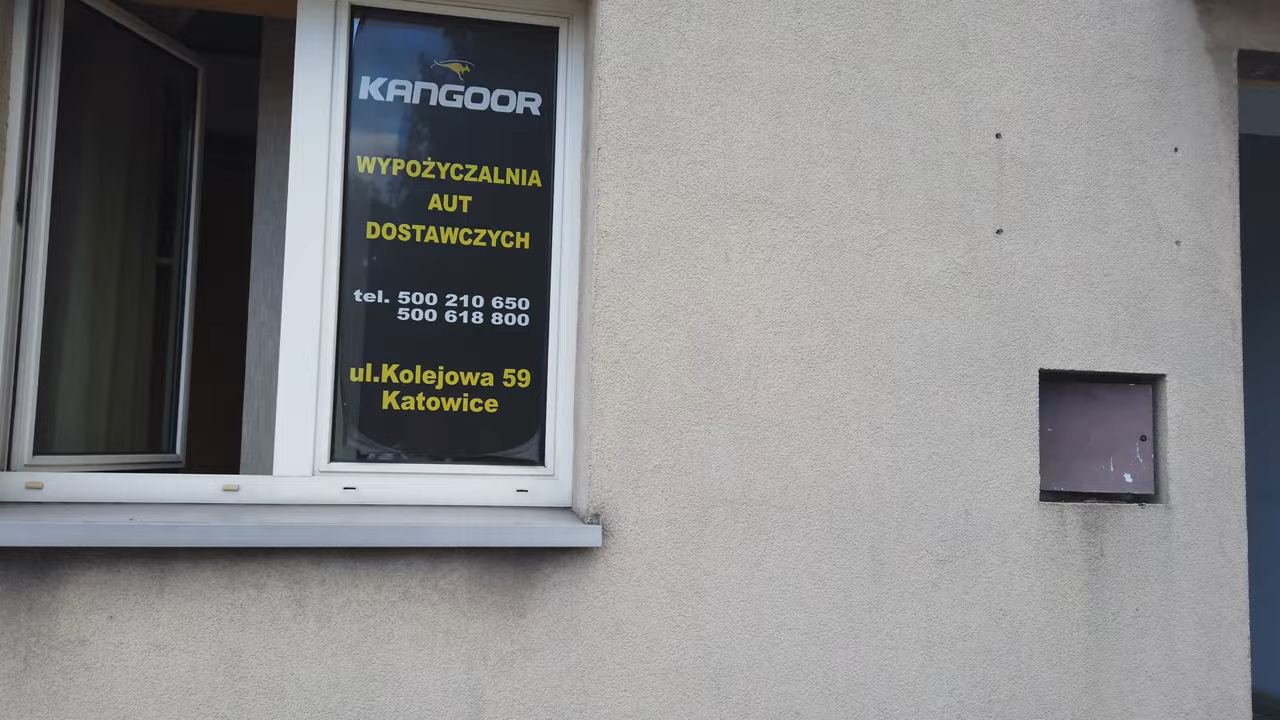 KANGOOR
WYPOŻYCZALNIA
AUT
DOSTAWCZYCH
tel. 500 210 650
500 618 800
ul.Kolejowa 59
Katowice